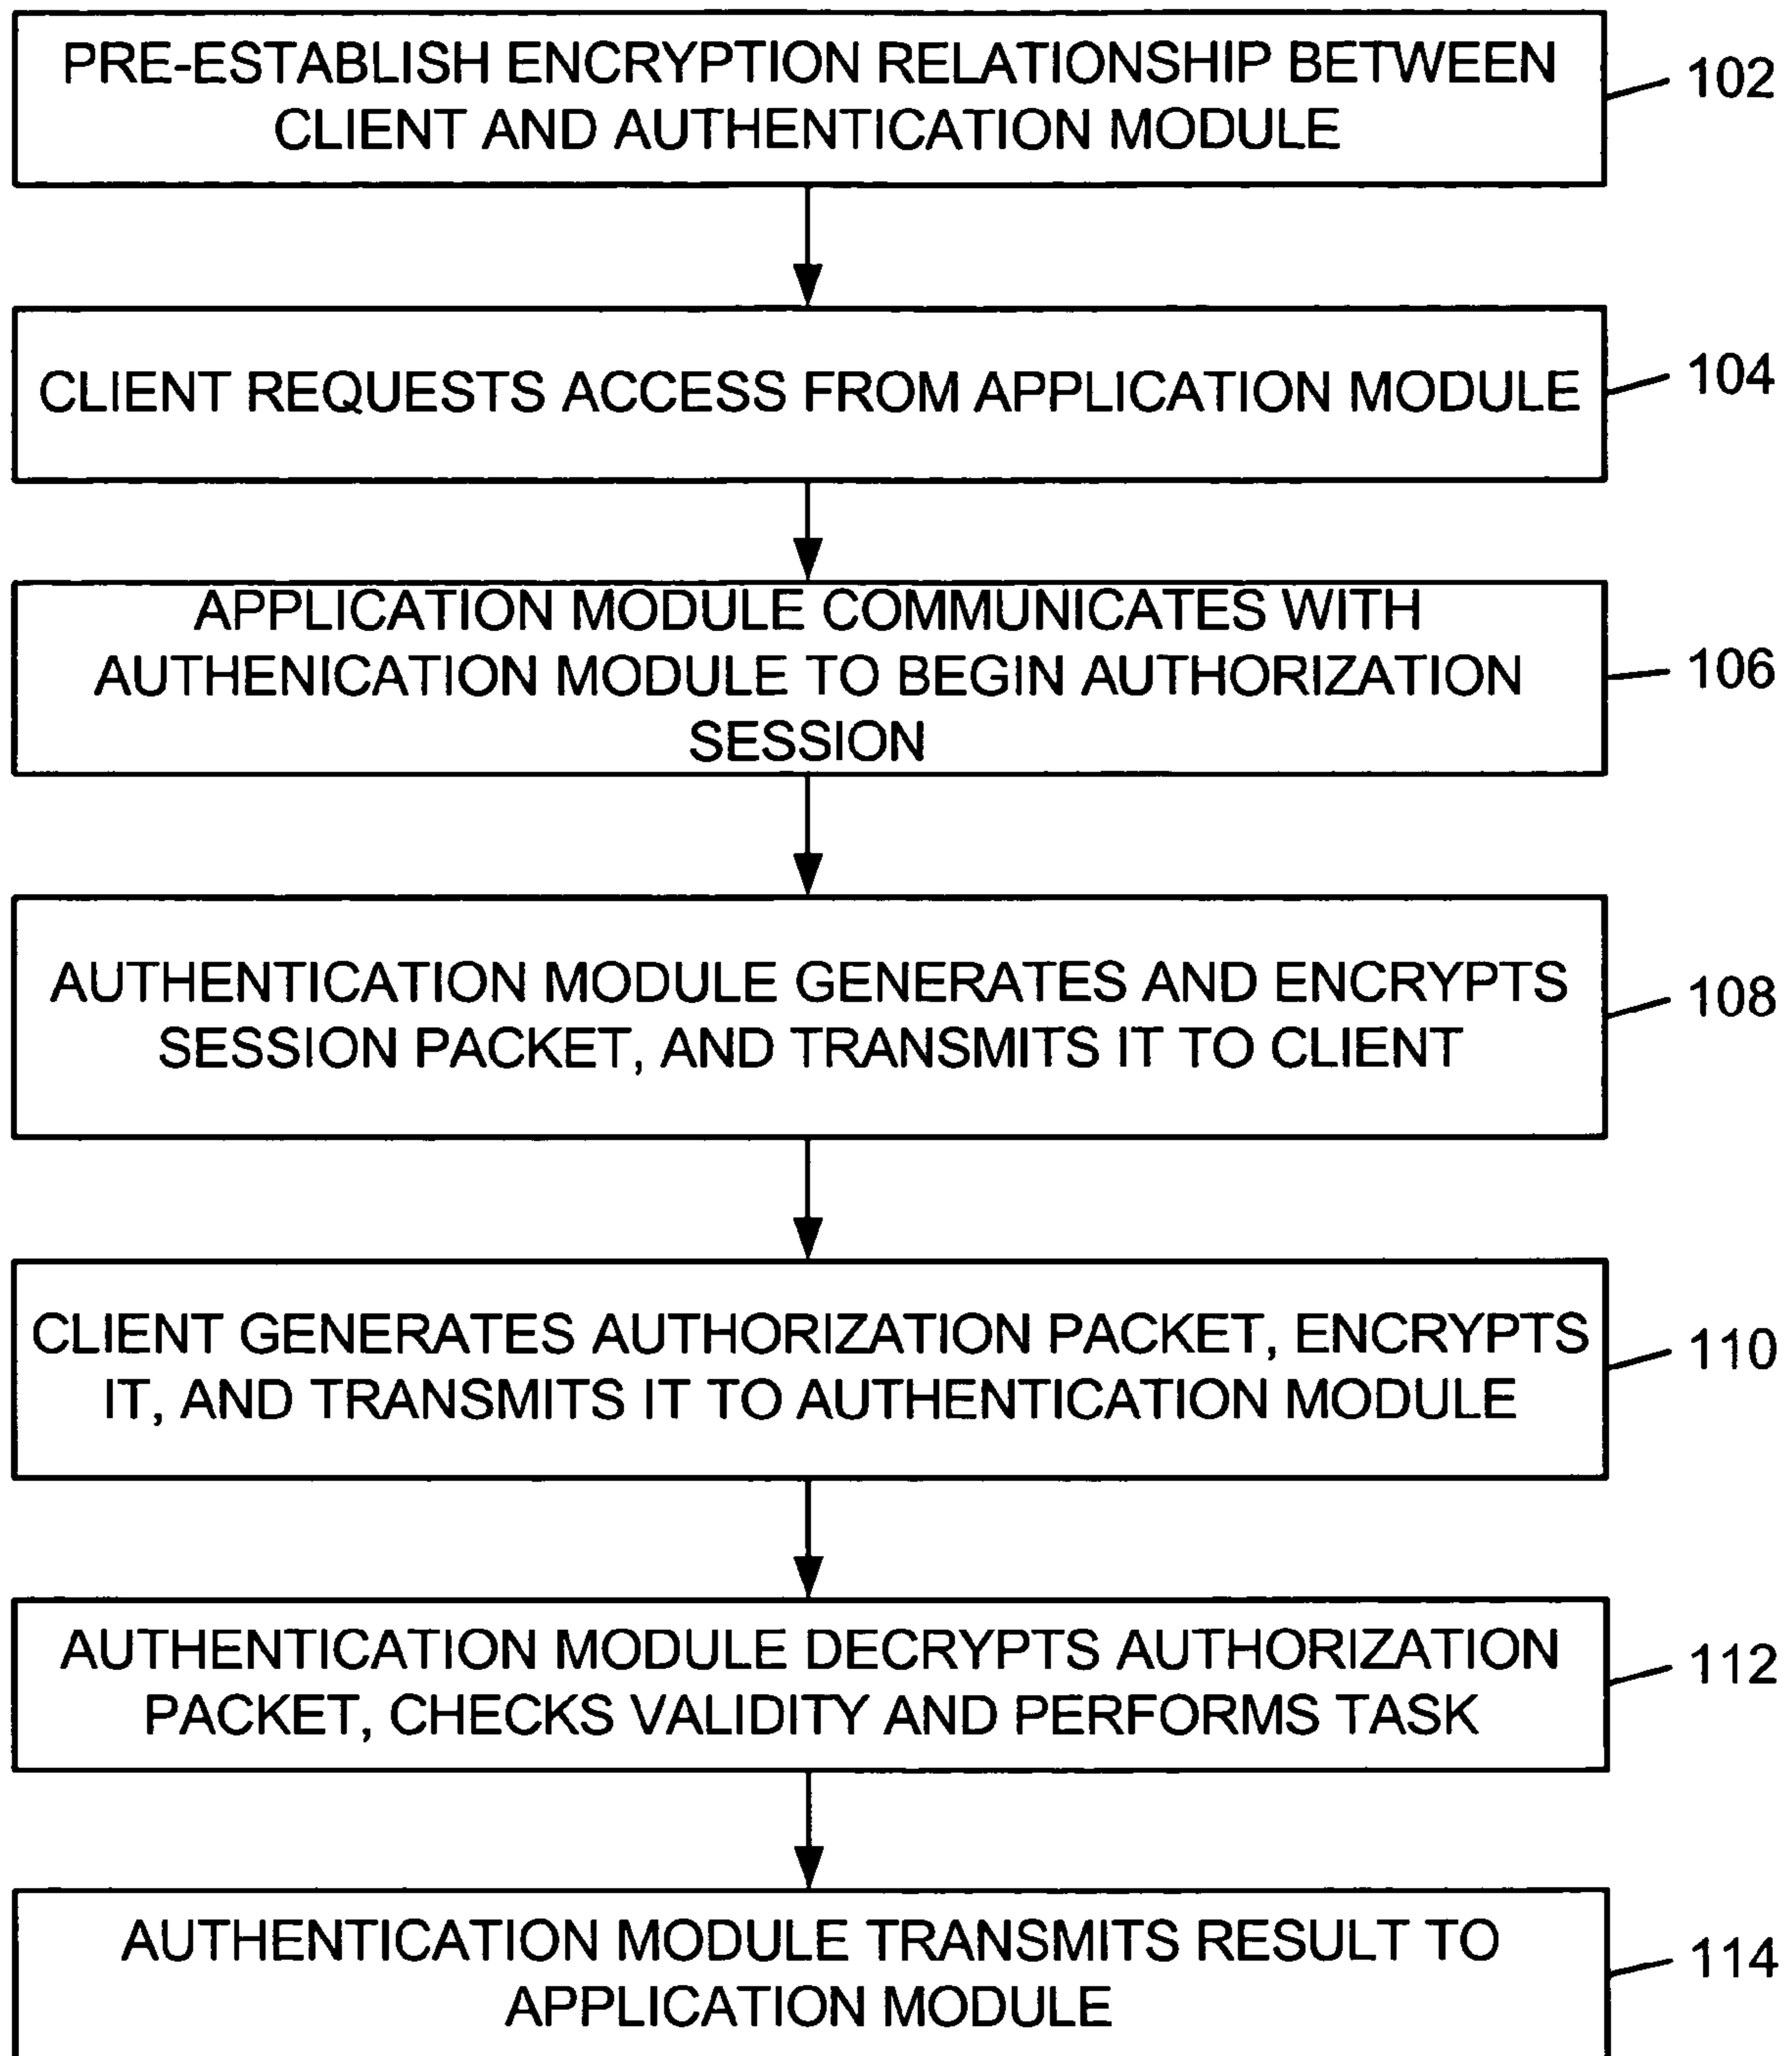 PRE-ESTABLISH ENCRYPTION RELATIONSHIP BETWEEN
CLIENT AND AUTHENTICATION MODULE
102
CLIENT REQUESTS ACCESS FROM APPLICATION MODULE
104
APPLICATION MODULE COMMUNICATES WITH
AUTHENICATION MODULE TO BEGIN AUTHORIZATION
SESSION
106
AUTHENTICATION MODULE GENERATES AND ENCRYPTS
SESSION PACKET, AND TRANSMITS IT TO CLIENT
108
CLIENT GENERATES AUTHORIZATION PACKET, ENCRYPTS
IT, AND TRANSMITS IT TO AUTHENTICATION MODULE
110
AUTHENTICATION MODULE DECRYPTS AUTHORIZATION
PACKET, CHECKS VALIDITY AND PERFORMS TASK
112
AUTHENTICATION MODULE TRANSMITS RESULT TO
APPLICATION MODULE
114